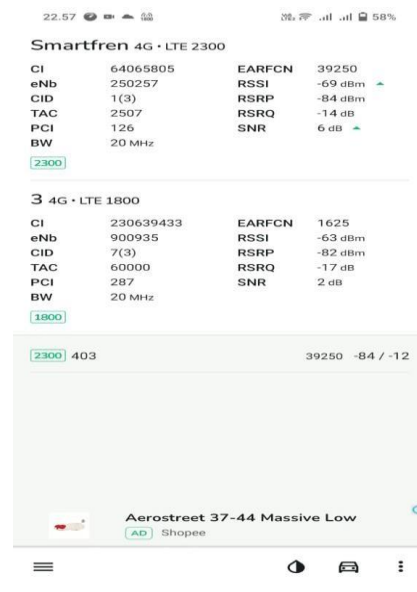 22.57 58%
Smartfren 4G • LTE 2300
CI 64065805 EARFCN 39250
eNb 250257 RSSI -69 dBm
CID 1(3) RSRP -84 dBm
TAC 2507 RSRQ -14 dB
PCI 126 SNR 6 dB
BW 20 MHz
2300
3 4G • LTE 1800
CI 230639433 EARFCN 1625
eNb 900935 RSSI -63 dBm
CID 7(3) RSRP -82 dBm
TAC 60000 RSRQ -17 dB
PCI 287 SNR 2 dB
BW 20 MHz
1800
2300 403 39250 -84 / -12
Aerostreet 37-44 Massive Low
AD Shopee